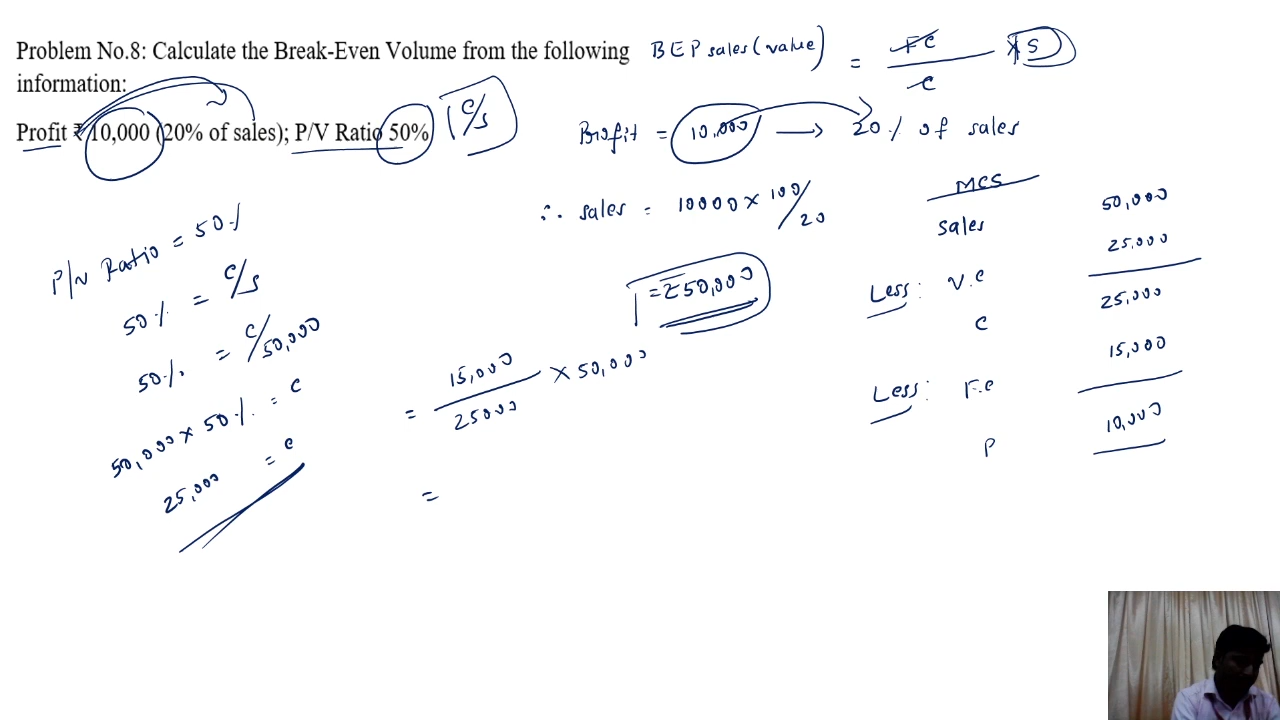 Problem No.8: Calculate the Break-Even Volume from the following
information:
Profit ₹ 10,000 (20% of sales); P/V Ratio 50%
C/S
BEP sales (value) = FC / C × S
Profit = 10,000 → 20% of sales
∴ sales = 10000 × 100/20
= ₹50,000
P/V Ratio = 50%
50% = C/S
50% = C/50,000
50,000 × 50% = C
25,000 = C
= 15,000 / 25000 × 50,000
=
MCS
Sales 50,000
Less: V.C 25,000
C 25,000
Less: F.C 15,000
P 10,000